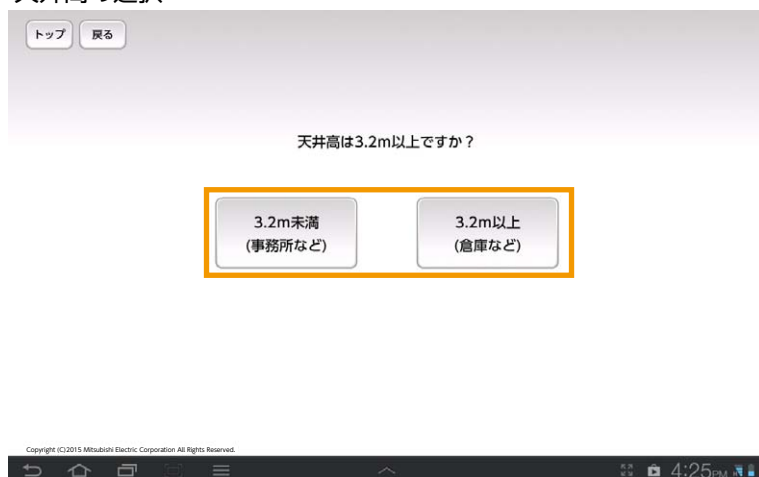 天井高の選択
トップ 戻る
天井高は3.2m以上ですか？
3.2m未満 3.2m以上
(事務所など) (倉庫など)
Copyright (C)2015 Mitsubishi Electric Corporation All Rights Reserved.
4:25PM